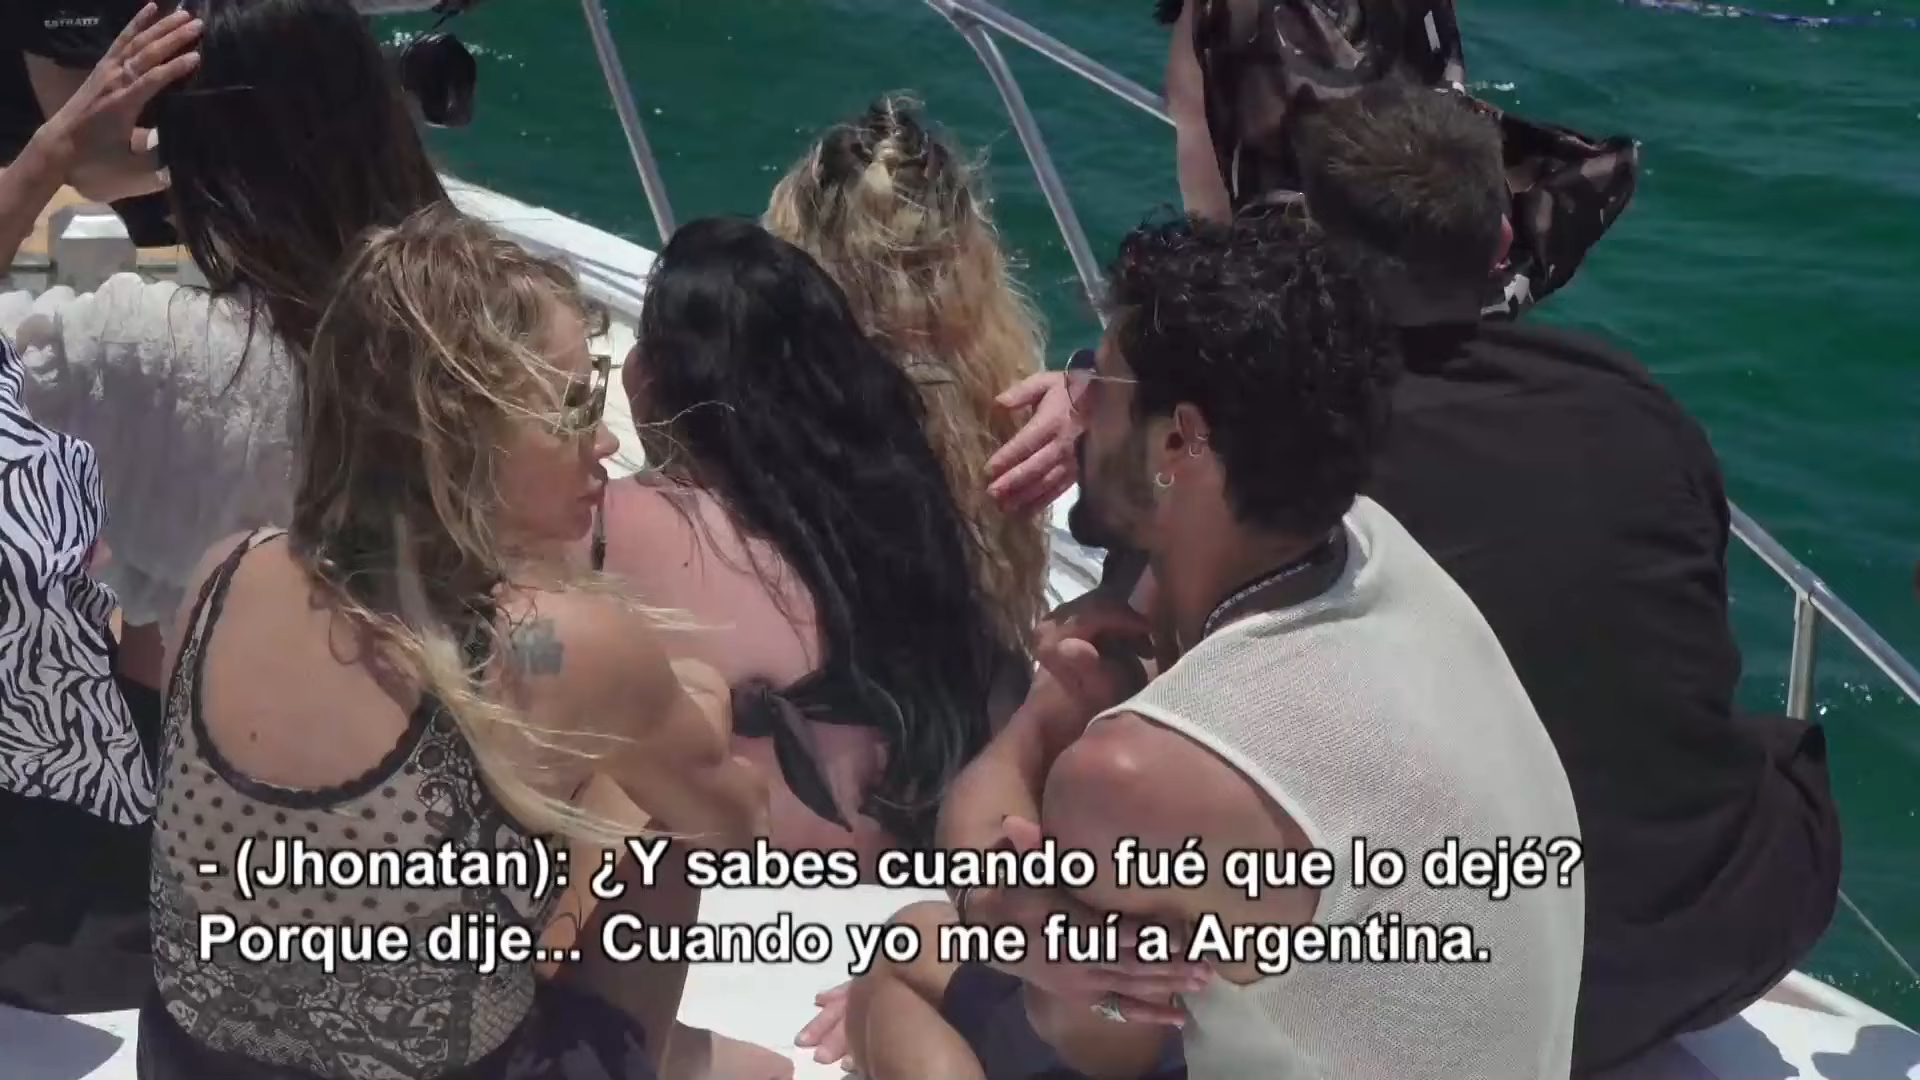 - (Jhonatan): ¿Y sabes cuando fué que lo dejé?
Porque dije... Cuando yo me fuí a Argentina.